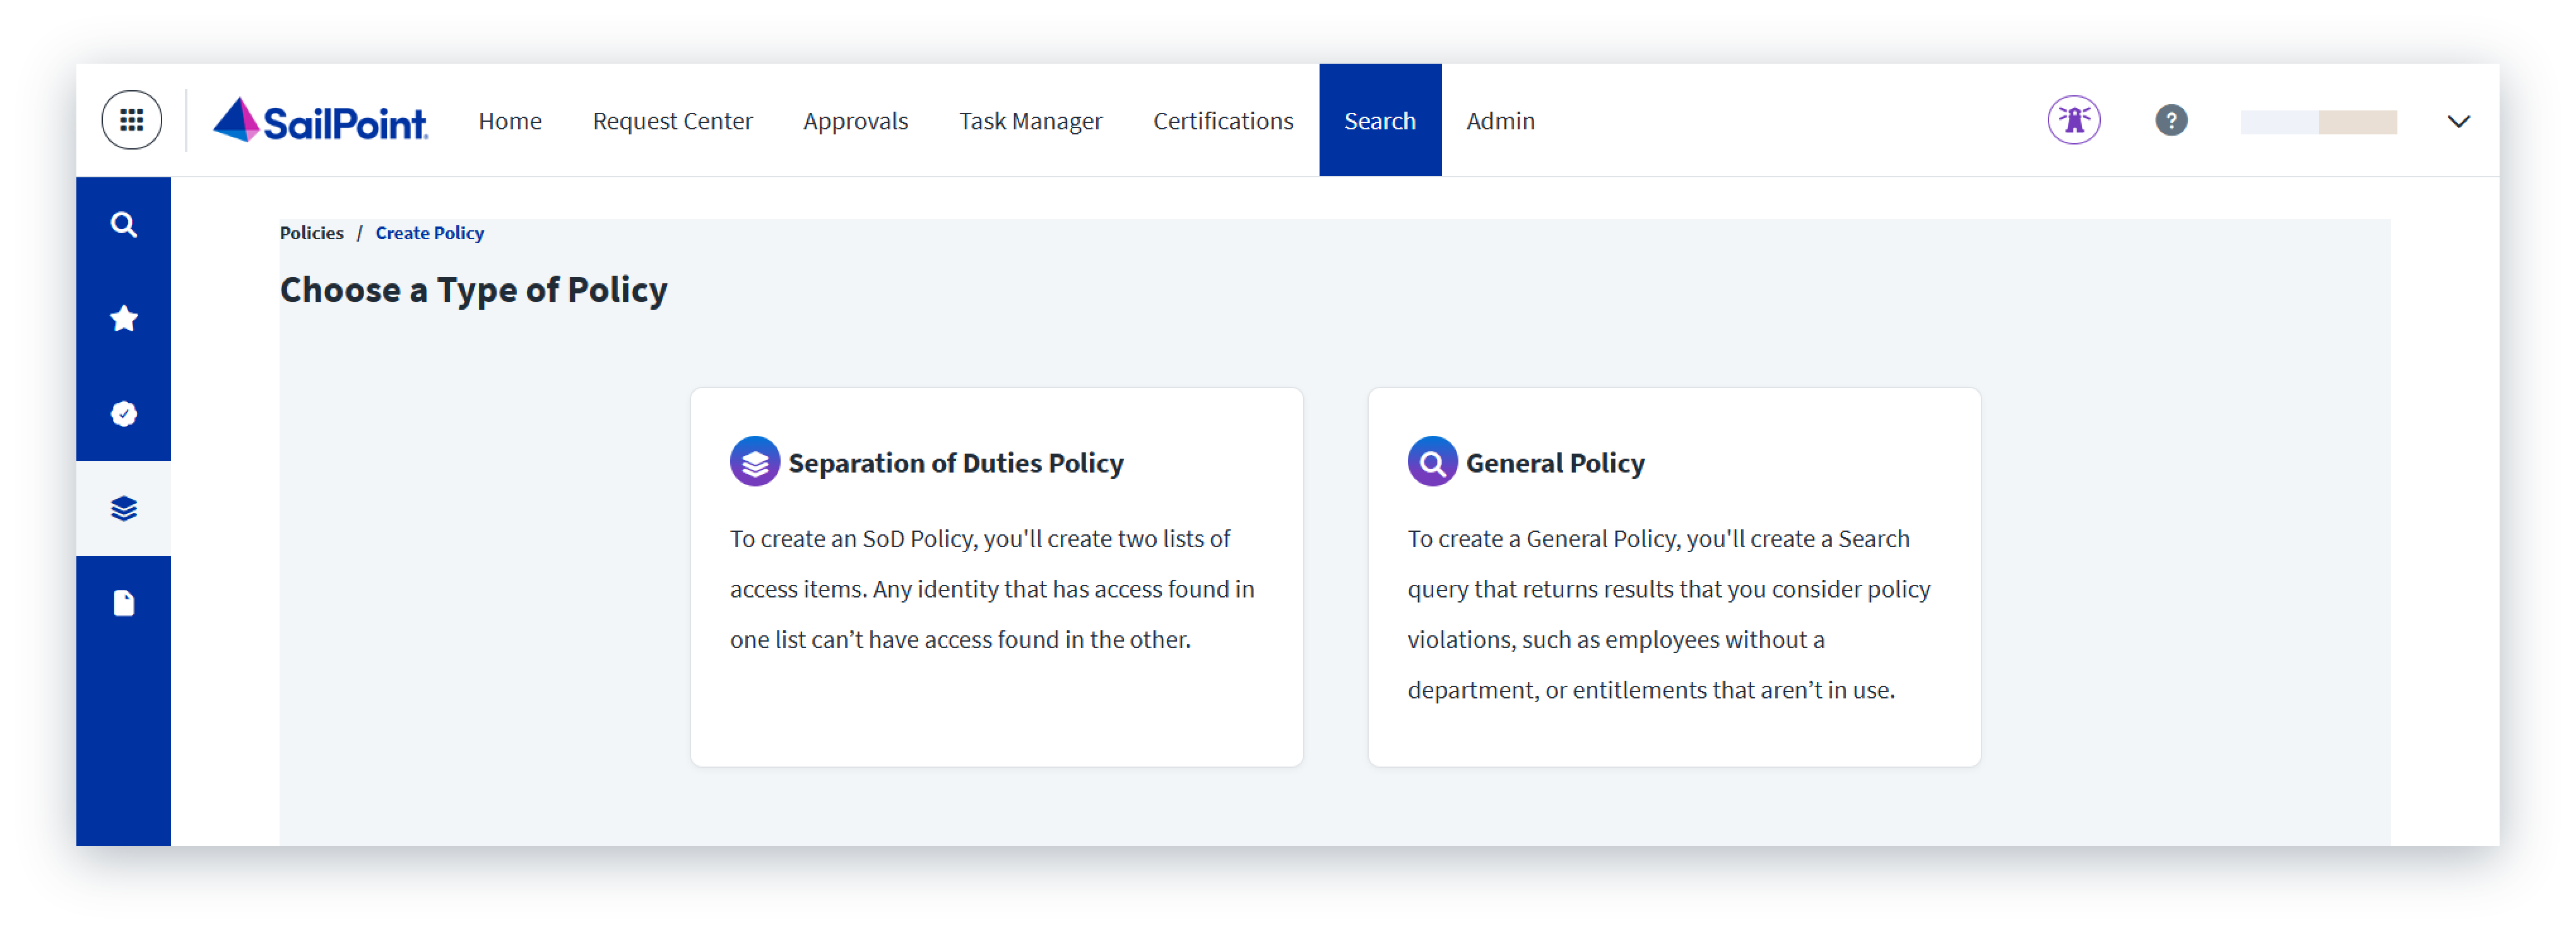 SailPoint. Home Request Center Approvals Task Manager Certifications Search Admin ?
Policies / Create Policy
Choose a Type of Policy
Separation of Duties Policy
To create an SoD Policy, you'll create two lists of
access items. Any identity that has access found in
one list can’t have access found in the other.
General Policy
To create a General Policy, you'll create a Search
query that returns results that you consider policy
violations, such as employees without a
department, or entitlements that aren’t in use.